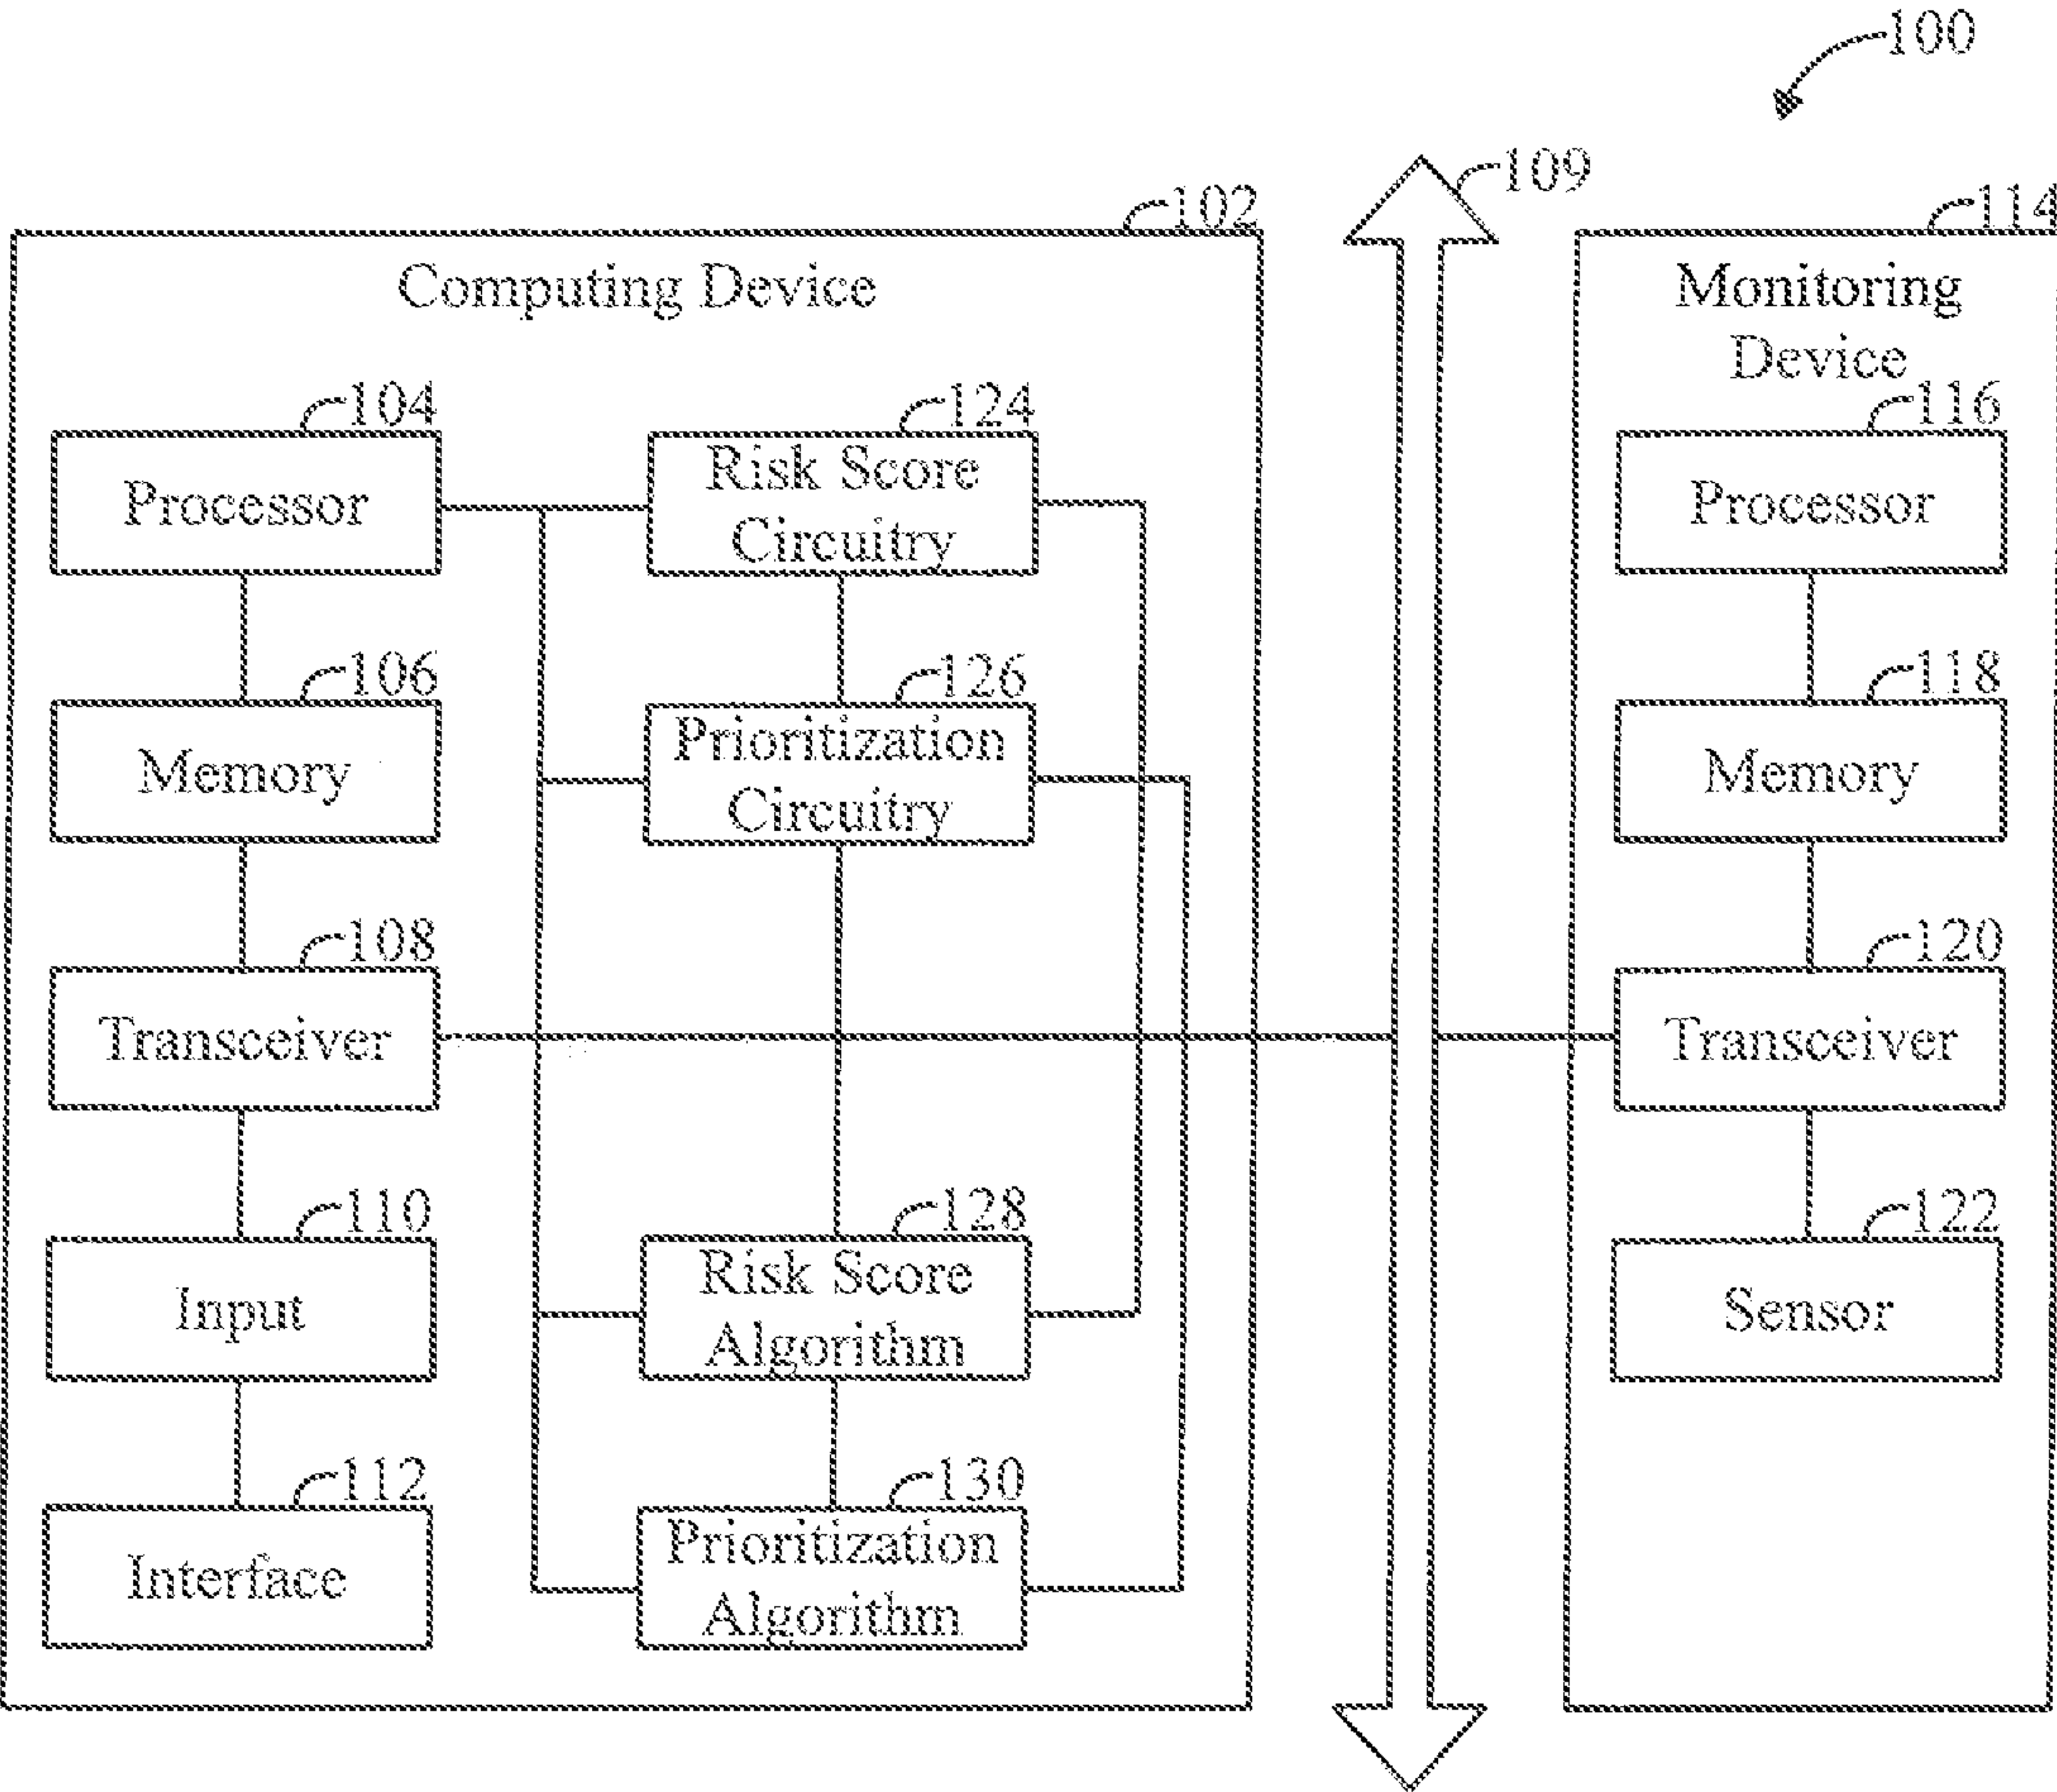 100
109
102
114
Computing Device
Monitoring
Device
104
124
116
Processor
Risk Score
Circuitry
Processor
106
126
118
Memory
Prioritization
Circuitry
Memory
108
120
Transceiver
Transceiver
110
128
122
Input
Risk Score
Algorithm
Sensor
112
130
Interface
Prioritization
Algorithm